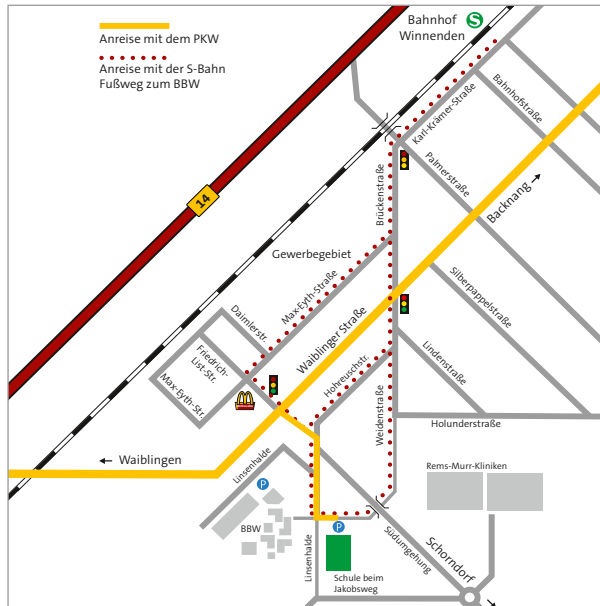 Anreise mit dem PKW
Anreise mit der S-Bahn
Fußweg zum BBW
Bahnhof
Winnenden
S
Karl-Krämer-Straße
Bahnhofstraße
Palmerstraße
Brückenstraße
Backnang
14
Gewerbegebiet
Silberpappelstraße
Max-Eyth-Straße
Daimlerstr.
Waiblinger Straße
Friedrich-
List-Str.
Max-Eyth-Str.
Hohreuschstr.
Lindenstraße
Weidenstraße
Holunderstraße
Waiblingen
Linsenhalde
Rems-Murr-Kliniken
P
BBW
P
Südumgehung
Schorndorf
Linsenhalde
Schule beim
Jakobsweg